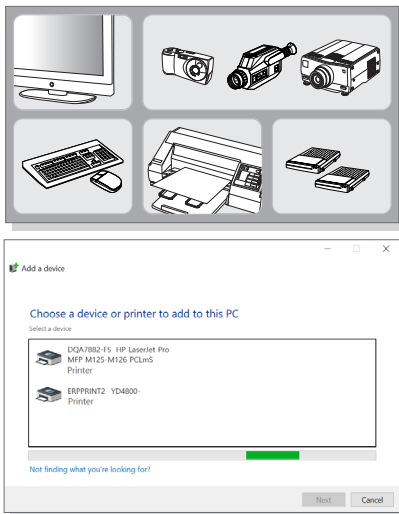 Add a device
Choose a device or printer to add to this PC
Select a device
DQA7882-F5 HP LaserJet Pro
MFP M125-M126 PCLmS
Printer
ERPPRINT2 YD4800-
Printer
Not finding what you're looking for?
Next
Cancel